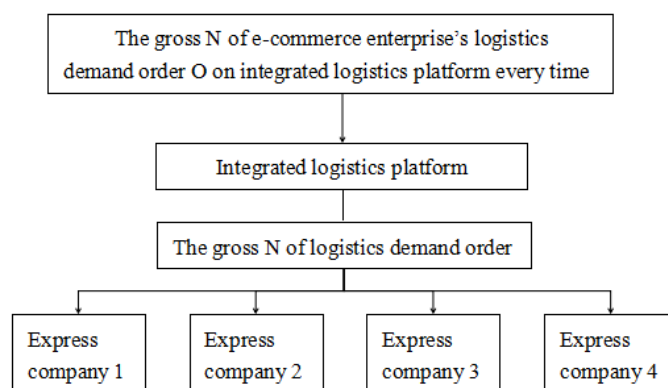 The gross N of e-commerce enterprise's logistics
demand order O on integrated logistics platform every time
Integrated logistics platform
The gross N of logistics demand order
Express
company 1
Express
company 2
Express
company 3
Express
company 4